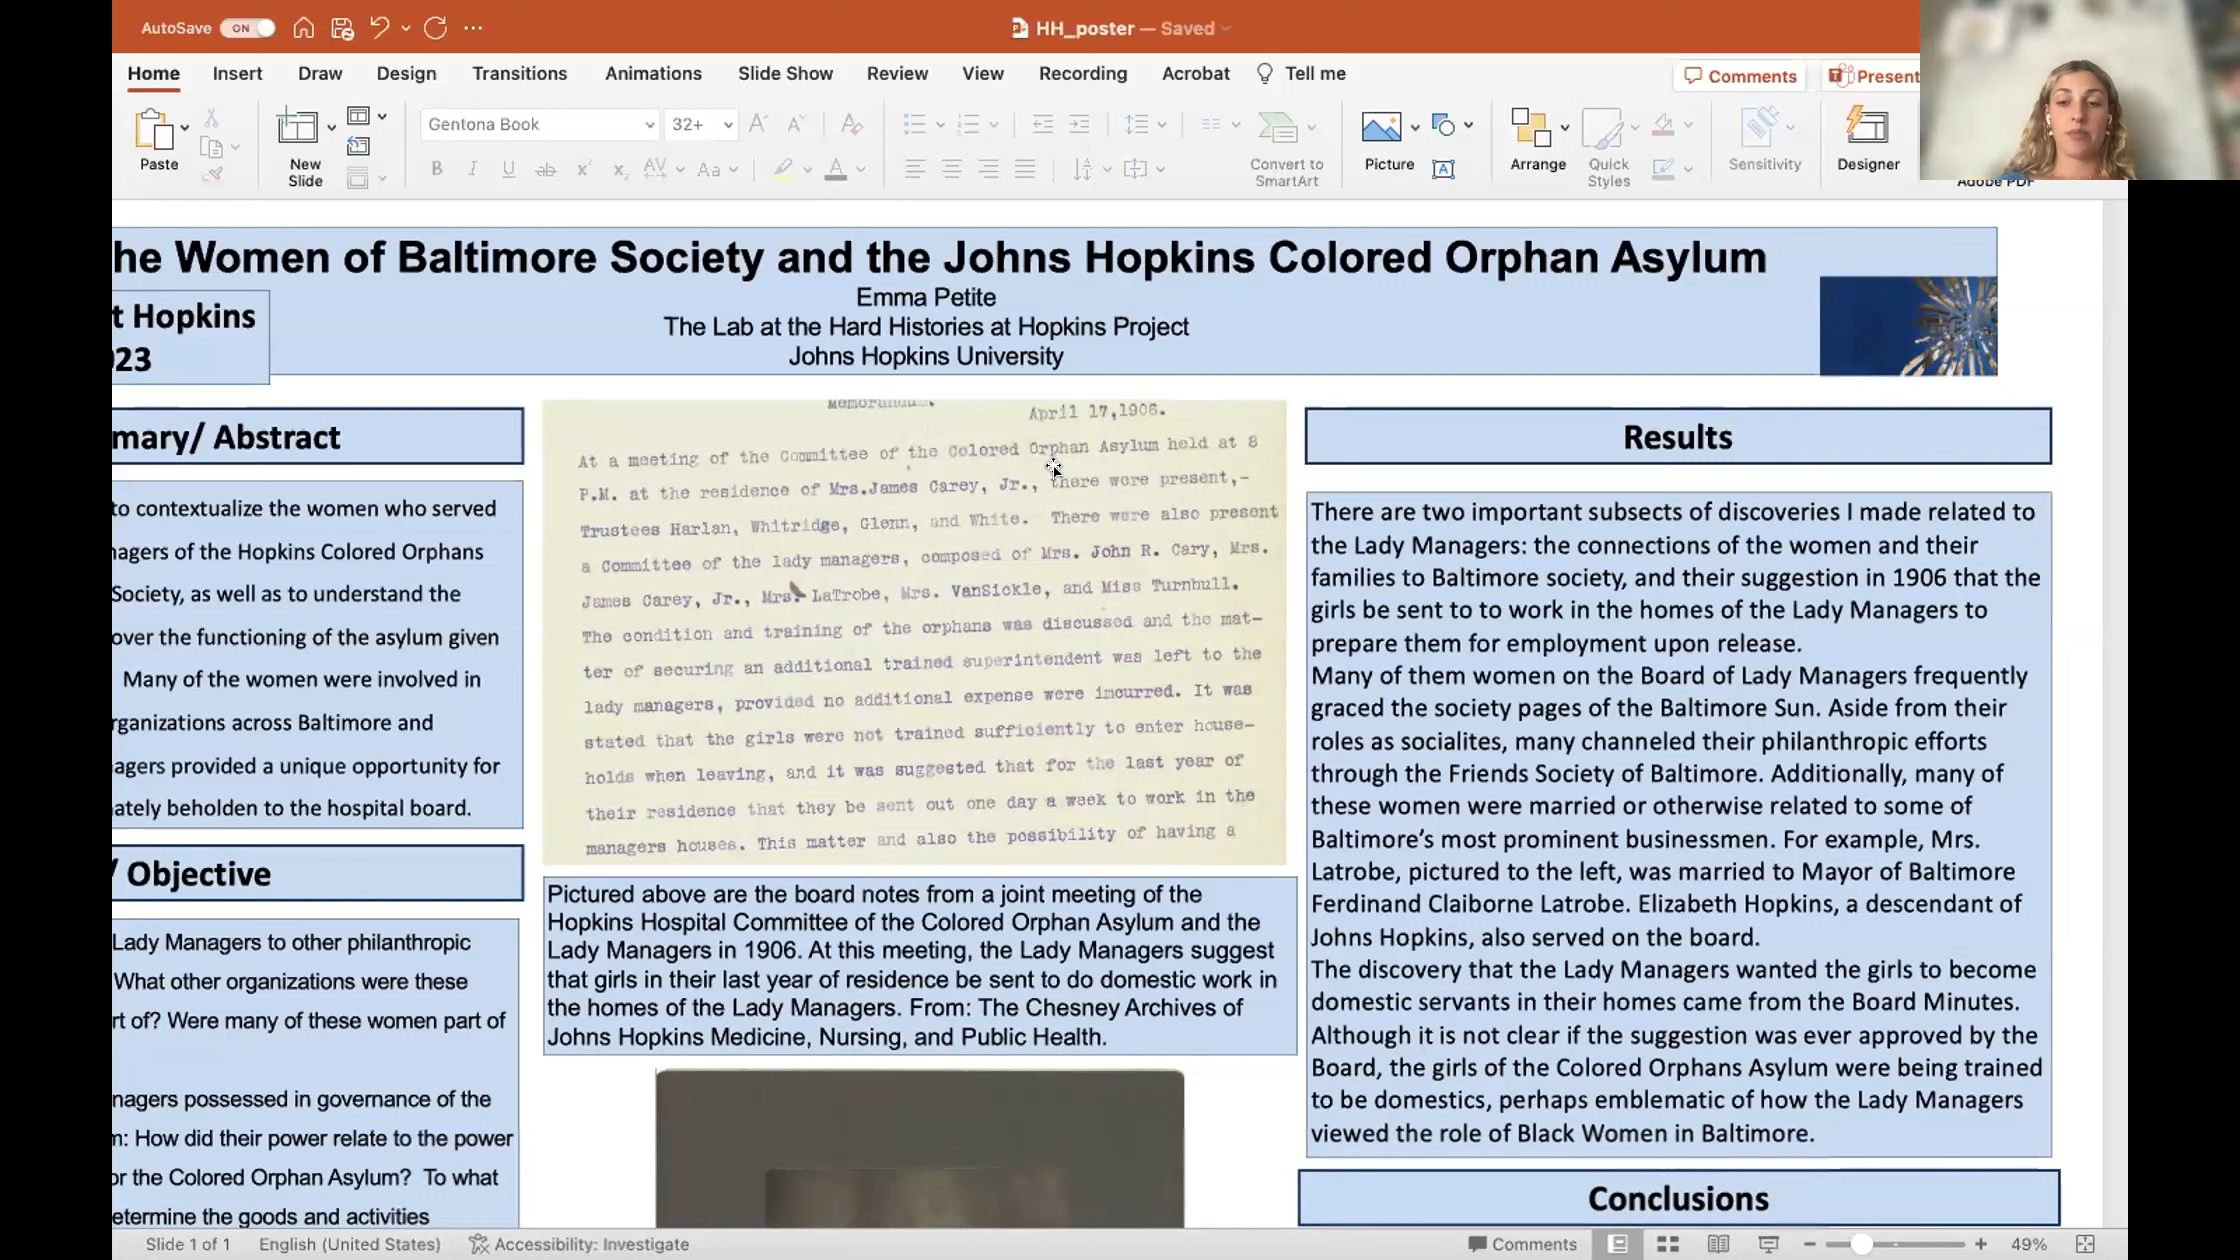 AutoSave ON HH_poster — Saved
Home Insert Draw Design Transitions Animations Slide Show Review View Recording Acrobat Tell me Comments Present
Paste New Slide Gentona Book 32+ Convert to SmartArt Picture Arrange Quick Styles Sensitivity Designer Adobe PDF
he Women of Baltimore Society and the Johns Hopkins Colored Orphan Asylum
Emma Petite
The Lab at the Hard Histories at Hopkins Project
Johns Hopkins University
t Hopkins
023
mary/ Abstract
to contextualize the women who served
nagers of the Hopkins Colored Orphans
Society, as well as to understand the
over the functioning of the asylum given
Many of the women were involved in
rganizations across Baltimore and
nagers provided a unique opportunity for
nately beholden to the hospital board.
/ Objective
Lady Managers to other philanthropic
What other organizations were these
rt of? Were many of these women part of
nagers possessed in governance of the
m: How did their power relate to the power
or the Colored Orphan Asylum? To what
etermine the goods and activities
Memorandum.
April 17,1906.
At a meeting of the Committee of the Colored Orphan Asylum held at 8
P.M. at the residence of Mrs.James Carey, Jr., there were present,-
Trustees Harlan, Whitridge, Glenn, and White. There were also present
a Committee of the lady managers, composed of Mrs. John R. Cary, Mrs.
James Carey, Jr., Mrs. LaTrobe, Mrs. VanSickle, and Miss Turnbull.
The condition and training of the orphans was discussed and the mat-
ter of securing an additional trained superintendent was left to the
lady managers, provided no additional expense were imcurred. It was
stated that the girls were not trained sufficiently to enter house-
holds when leaving, and it was suggested that for the last year of
their residence that they be sent out one day a week to work in the
managers houses. This matter and also the possibility of having a
Pictured above are the board notes from a joint meeting of the
Hopkins Hospital Committee of the Colored Orphan Asylum and the
Lady Managers in 1906. At this meeting, the Lady Managers suggest
that girls in their last year of residence be sent to do domestic work in
the homes of the Lady Managers. From: The Chesney Archives of
Johns Hopkins Medicine, Nursing, and Public Health.
Results
There are two important subsects of discoveries I made related to
the Lady Managers: the connections of the women and their
families to Baltimore society, and their suggestion in 1906 that the
girls be sent to to work in the homes of the Lady Managers to
prepare them for employment upon release.
Many of them women on the Board of Lady Managers frequently
graced the society pages of the Baltimore Sun. Aside from their
roles as socialites, many channeled their philanthropic efforts
through the Friends Society of Baltimore. Additionally, many of
these women were married or otherwise related to some of
Baltimore's most prominent businessmen. For example, Mrs.
Latrobe, pictured to the left, was married to Mayor of Baltimore
Ferdinand Claiborne Latrobe. Elizabeth Hopkins, a descendant of
Johns Hopkins, also served on the board.
The discovery that the Lady Managers wanted the girls to become
domestic servants in their homes came from the Board Minutes.
Although it is not clear if the suggestion was ever approved by the
Board, the girls of the Colored Orphans Asylum were being trained
to be domestics, perhaps emblematic of how the Lady Managers
viewed the role of Black Women in Baltimore.
Conclusions
Slide 1 of 1 English (United States) Accessibility: Investigate Comments 49%